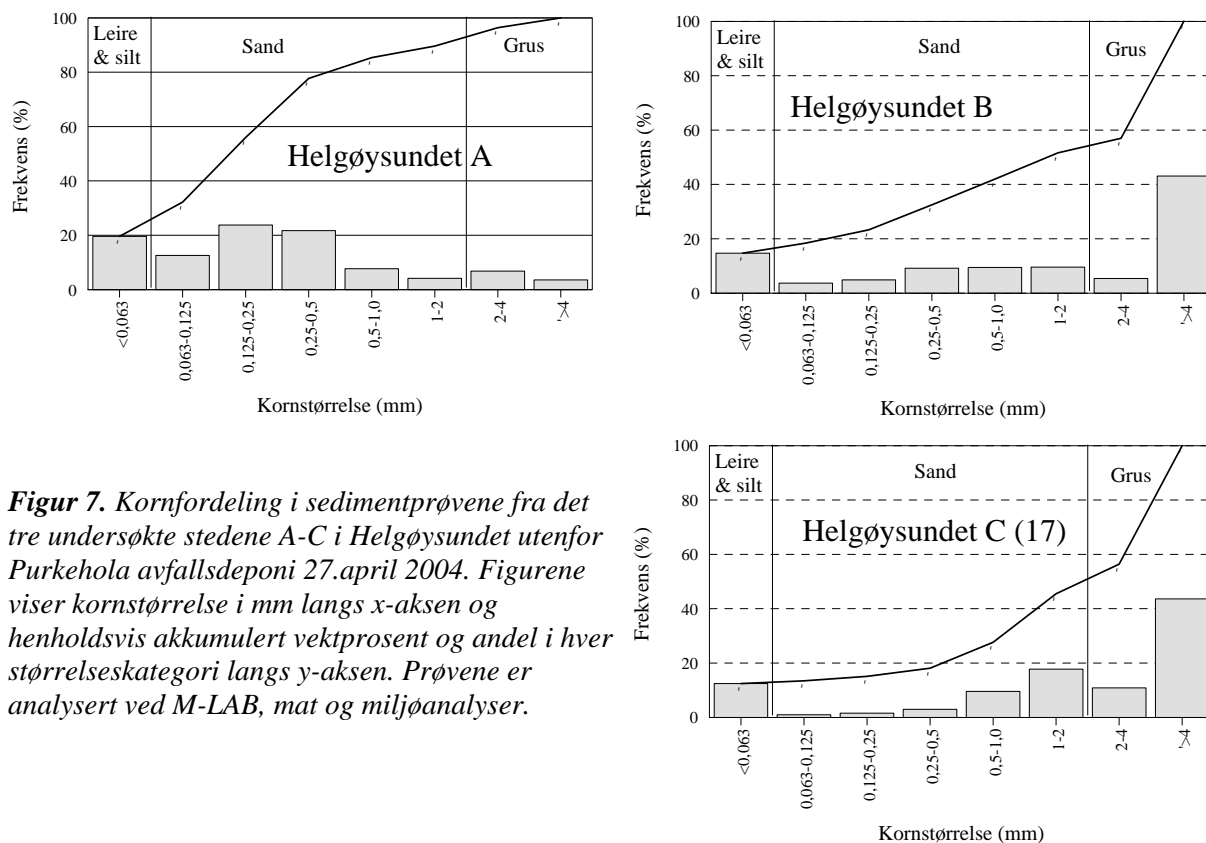 100
80
60
40
20
0
Frekvens (%)
Leire
& silt
Sand
Grus
Helgøysundet A
<0,063
0,063-0,125
0,125-0,25
0,25-0,5
0,5-1,0
1-2
2-4
'>4
Kornstørrelse (mm)
100
80
60
40
20
0
Frekvens (%)
Leire
& silt
Sand
Grus
Helgøysundet B
<0,063
0,063-0,125
0,125-0,25
0,25-0,5
0,5-1,0
1-2
2-4
'>4
Kornstørrelse (mm)
Figur 7. Kornfordeling i sedimentprøvene fra det
tre undersøkte stedene A-C i Helgøysundet utenfor
Purkehola avfallsdeponi 27.april 2004. Figurene
viser kornstørrelse i mm langs x-aksen og
henholdsvis akkumulert vektprosent og andel i hver
størrelseskategori langs y-aksen. Prøvene er
analysert ved M-LAB, mat og miljøanalyser.
100
80
60
40
20
0
Frekvens (%)
Leire
& silt
Sand
Grus
Helgøysundet C (17)
<0,063
0,063-0,125
0,125-0,25
0,25-0,5
0,5-1,0
1-2
2-4
'>4
Kornstørrelse (mm)